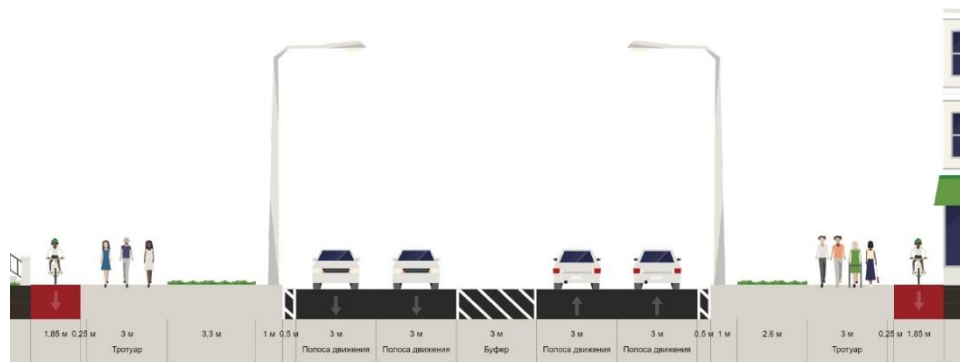 1,85 м 0,25 м 3 м 3,3 м 1 м 0,5 м 3 м 3 м 3 м 3 м 3 м 0,5 м 1 м 2,6 м 3 м 0,25 м 1,85 м
Тротуар Полоса движения Полоса движения Буфер Полоса движения Полоса движения Тротуар